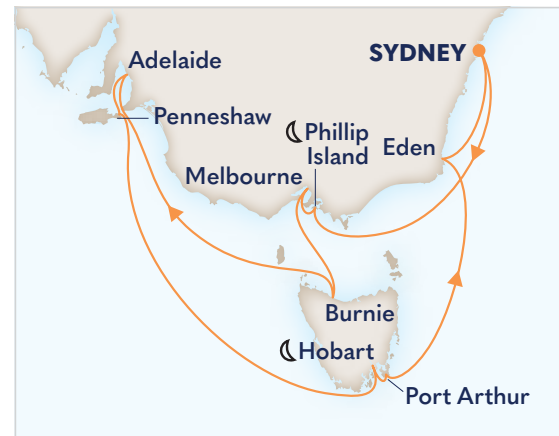 SYDNEY
Adelaide
Penneshaw
Phillip
Island
Eden
Melbourne
Burnie
Hobart
Port Arthur